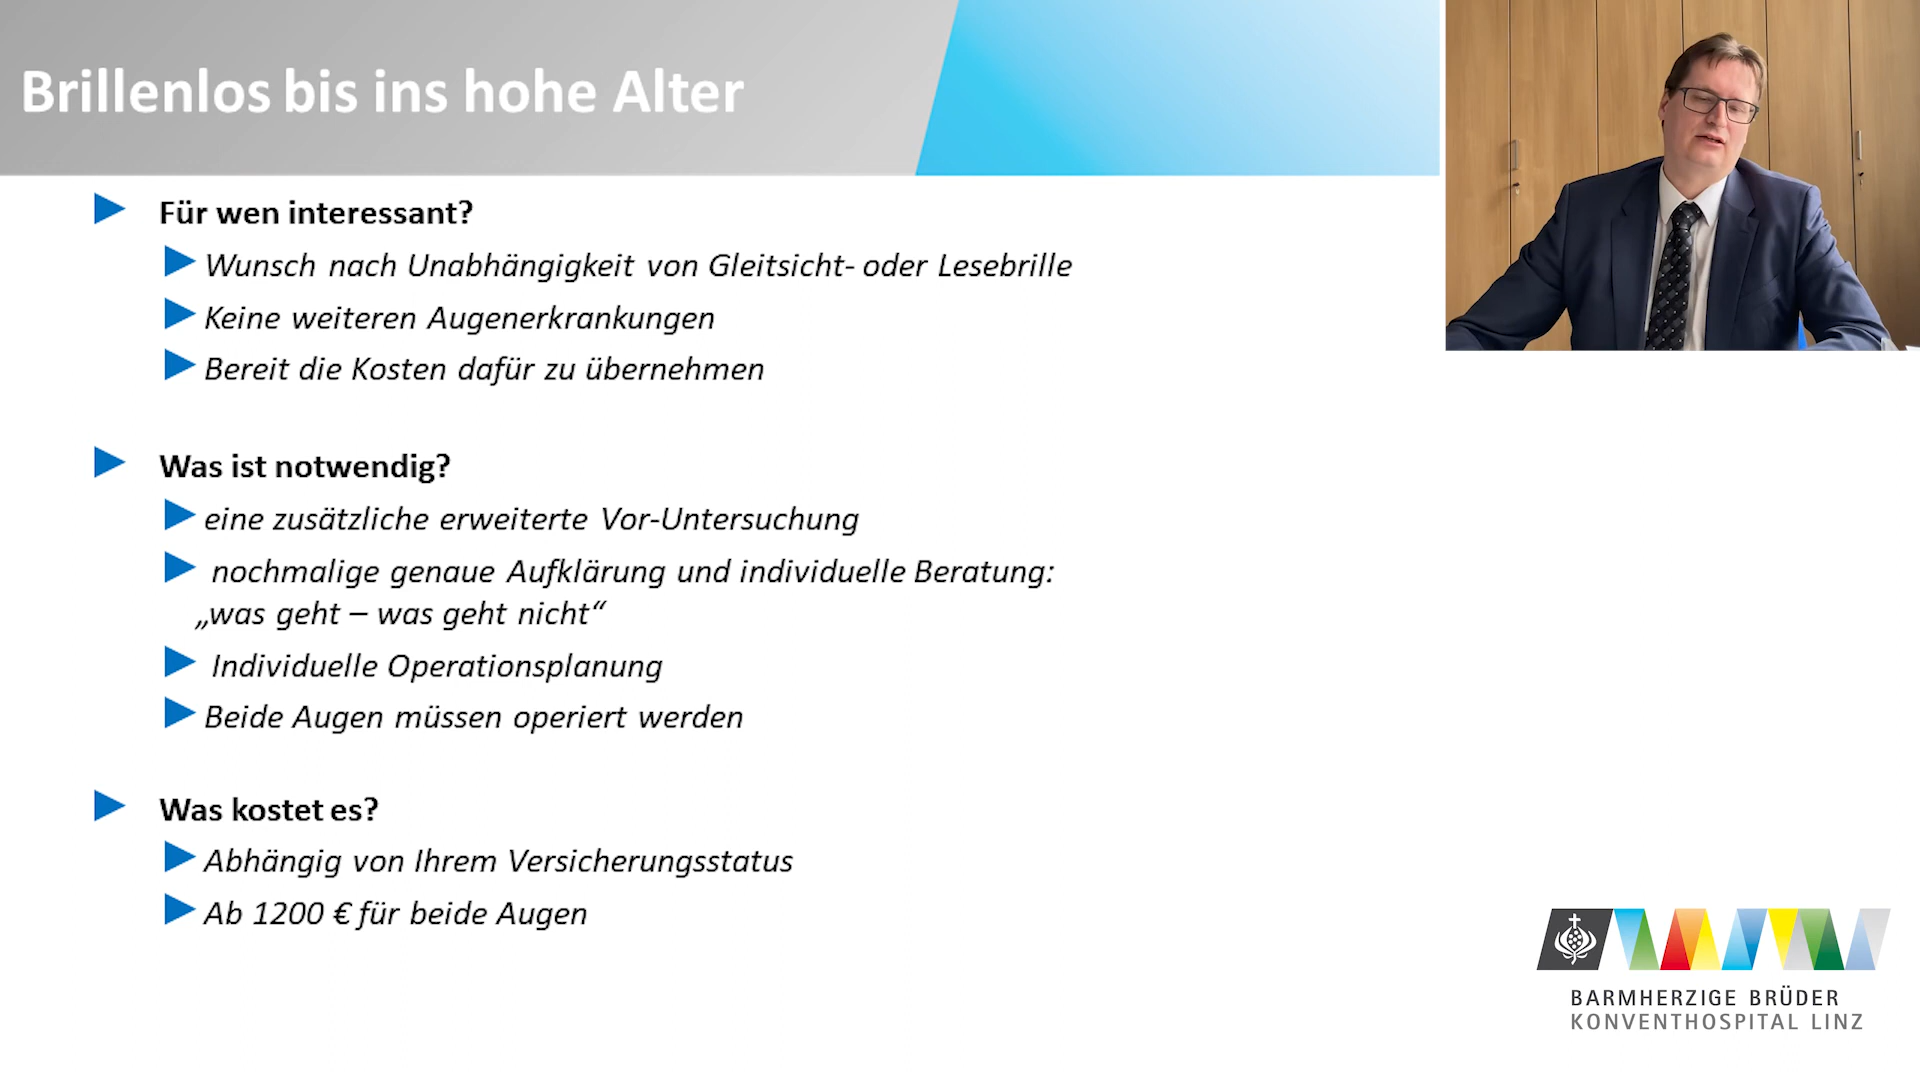 Brillenlos bis ins hohe Alter
Für wen interessant?
Wunsch nach Unabhängigkeit von Gleitsicht- oder Lesebrille
Keine weiteren Augenerkrankungen
Bereit die Kosten dafür zu übernehmen
Was ist notwendig?
eine zusätzliche erweiterte Vor-Untersuchung
nochmalige genaue Aufklärung und individuelle Beratung:
„was geht – was geht nicht“
Individuelle Operationsplanung
Beide Augen müssen operiert werden
Was kostet es?
Abhängig von Ihrem Versicherungsstatus
Ab 1200 € für beide Augen
BARMHERZIGE BRÜDER
KONVENTHOSPITAL LINZ